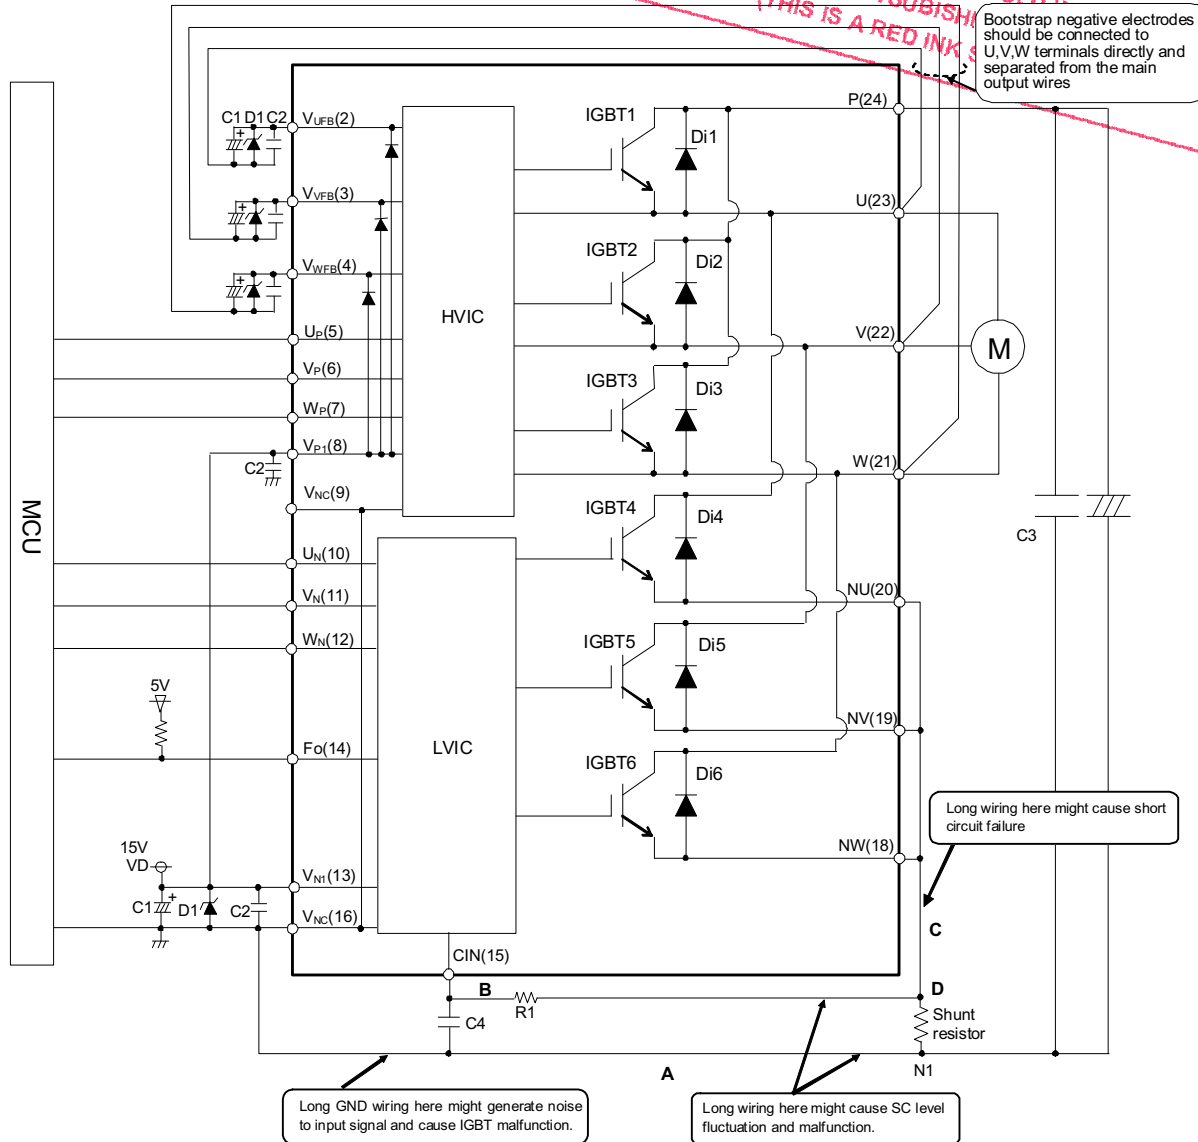 SUBISHI
(THIS IS A RED INK S
Bootstrap negative electrodes
should be connected to
U,V,W terminals directly and
separated from the main
output wires
P(24)
C1 D1 C2
+
VUFB(2)
IGBT1
Di1
VVFB(3)
+
U(23)
IGBT2
Di2
VWFB(4)
+
HVIC
UP(5)
V(22)
M
VP(6)
IGBT3
Di3
WP(7)
VP1(8)
C2
W(21)
VNC(9)
IGBT4
Di4
C3
MCU
UN(10)
NU(20)
VN(11)
WN(12)
IGBT5
Di5
5V
NV(19)
Fo(14)
LVIC
IGBT6
Di6
Long wiring here might cause short
circuit failure
15V
VD
NW(18)
VN1(13)
C1
+
D1
C2
VNC(16)
C
CIN(15)
B
R1
D
C4
Shunt
resistor
N1
A
Long GND wiring here might generate noise
to input signal and cause IGBT malfunction.
Long wiring here might cause SC level
fluctuation and malfunction.